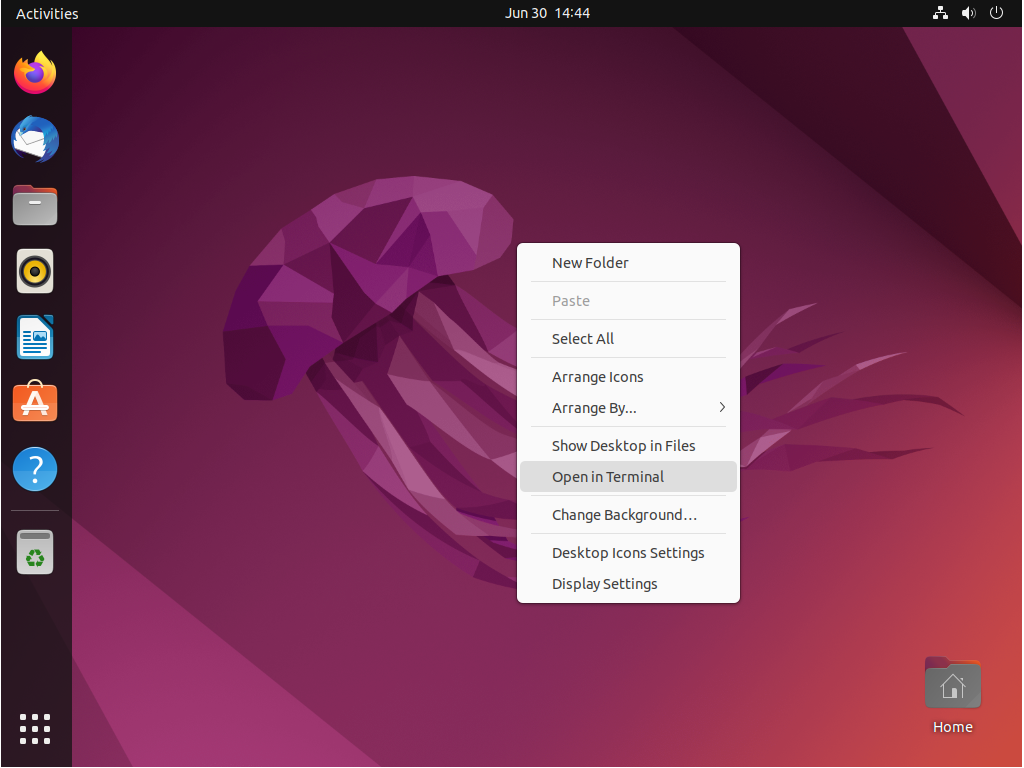 Activities
Jun 30 14:44
New Folder
Paste
Select All
Arrange Icons
Arrange By...
Show Desktop in Files
Open in Terminal
Change Background…
Desktop Icons Settings
Display Settings
Home